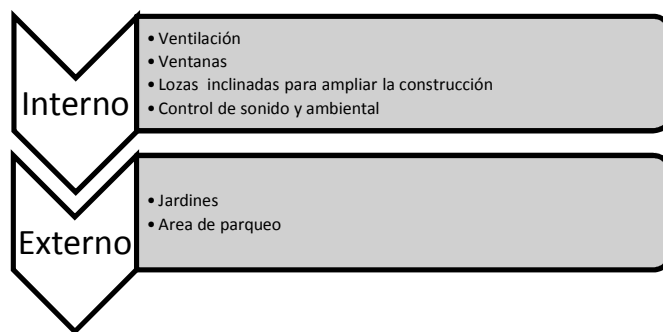 Interno
• Ventilación
• Ventanas
• Lozas inclinadas para ampliar la construcción
• Control de sonido y ambiental
Externo
• Jardines
• Area de parqueo